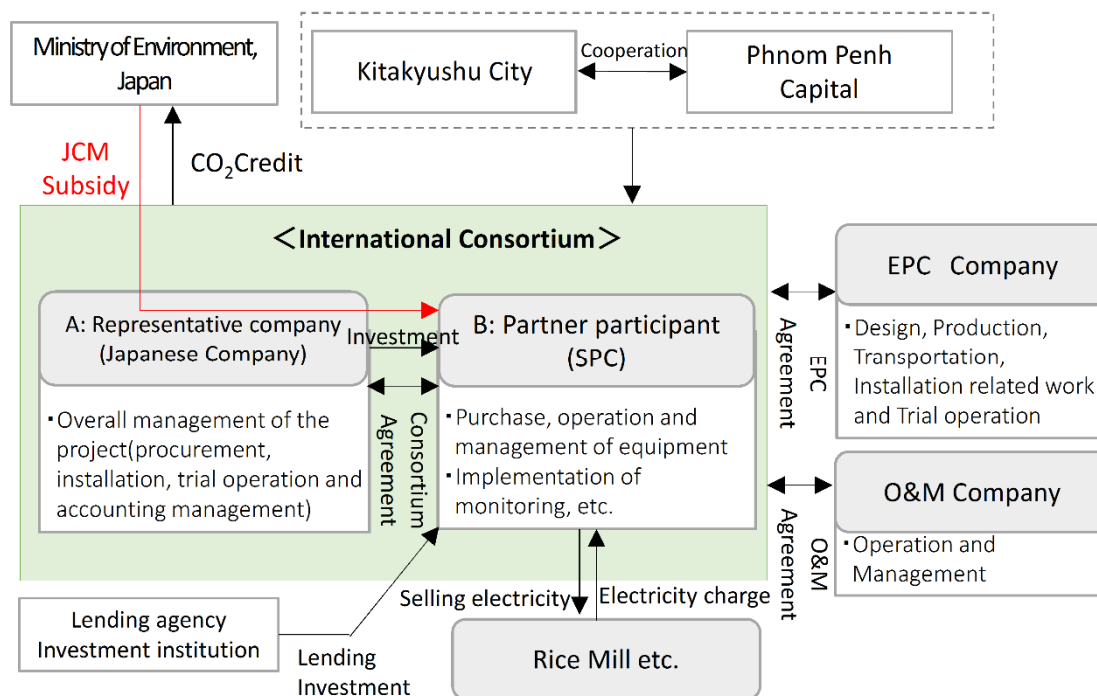 Ministry of Environment,
Japan
Kitakyushu City
Cooperation
Phnom Penh
Capital
JCM
Subsidy
CO₂Credit
＜International Consortium＞
A: Representative company
(Japanese Company)
・Overall management of the
project(procurement,
installation, trial operation and
accounting management)
Investment
Consortium
Agreement
B: Partner participant
(SPC)
・Purchase, operation and
management of equipment
・Implementation of
monitoring, etc.
EPC
Agreement
EPC Company
・Design, Production,
Transportation,
Installation related work
and Trial operation
O&M
Agreement
O&M Company
・Operation and
Management
Lending agency
Investment institution
Lending
Investment
Selling electricity
Electricity charge
Rice Mill etc.